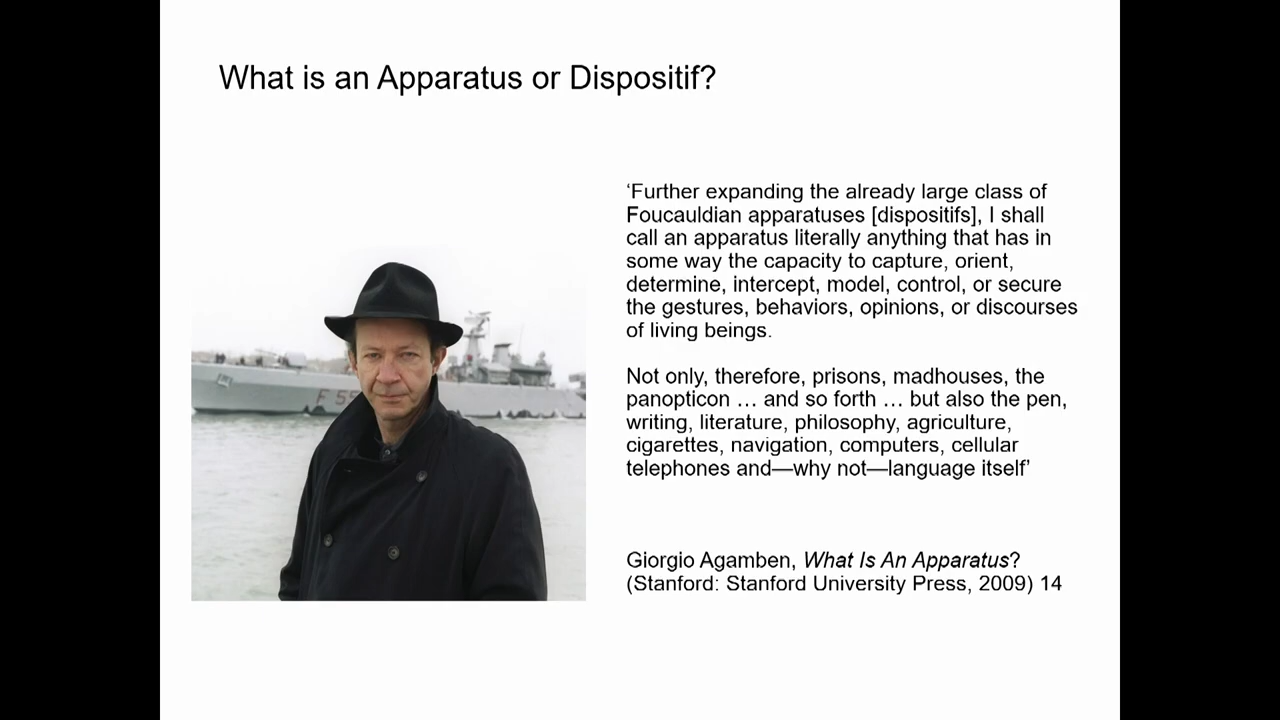 What is an Apparatus or Dispositif?
‘Further expanding the already large class of
Foucauldian apparatuses [dispositifs], I shall
call an apparatus literally anything that has in
some way the capacity to capture, orient,
determine, intercept, model, control, or secure
the gestures, behaviors, opinions, or discourses
of living beings.
Not only, therefore, prisons, madhouses, the
panopticon … and so forth … but also the pen,
writing, literature, philosophy, agriculture,
cigarettes, navigation, computers, cellular
telephones and—why not—language itself’
F 55
Giorgio Agamben, What Is An Apparatus?
(Stanford: Stanford University Press, 2009) 14